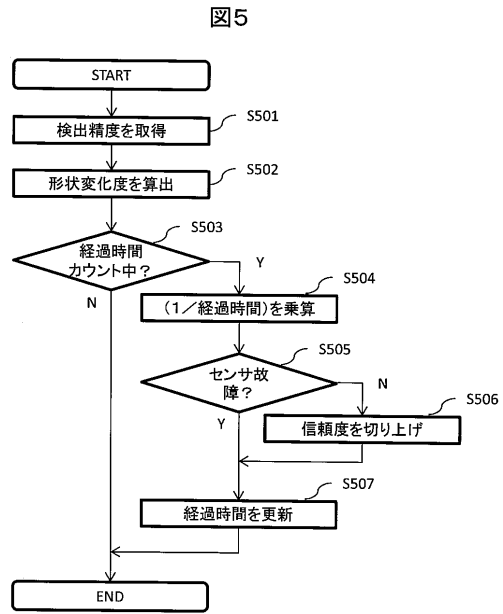 図5
START
検出精度を取得
S501
形状変化度を算出
S502
経過時間
カウント中？
S503
Y
N
(1／経過時間)を乗算
S504
センサ故
障？
S505
N
Y
信頼度を切り上げ
S506
経過時間を更新
S507
END